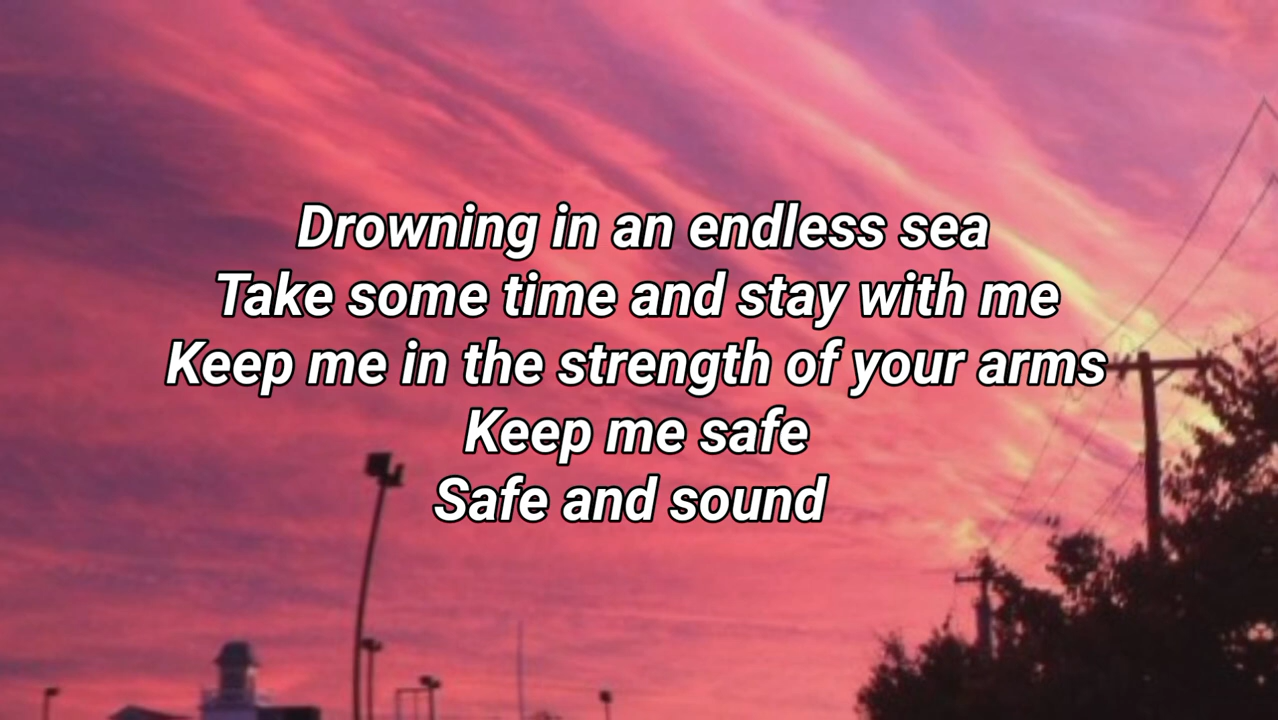 Drowning in an endless sea
Take some time and stay with me
Keep me in the strength of your arms
Keep me safe
Safe and sound